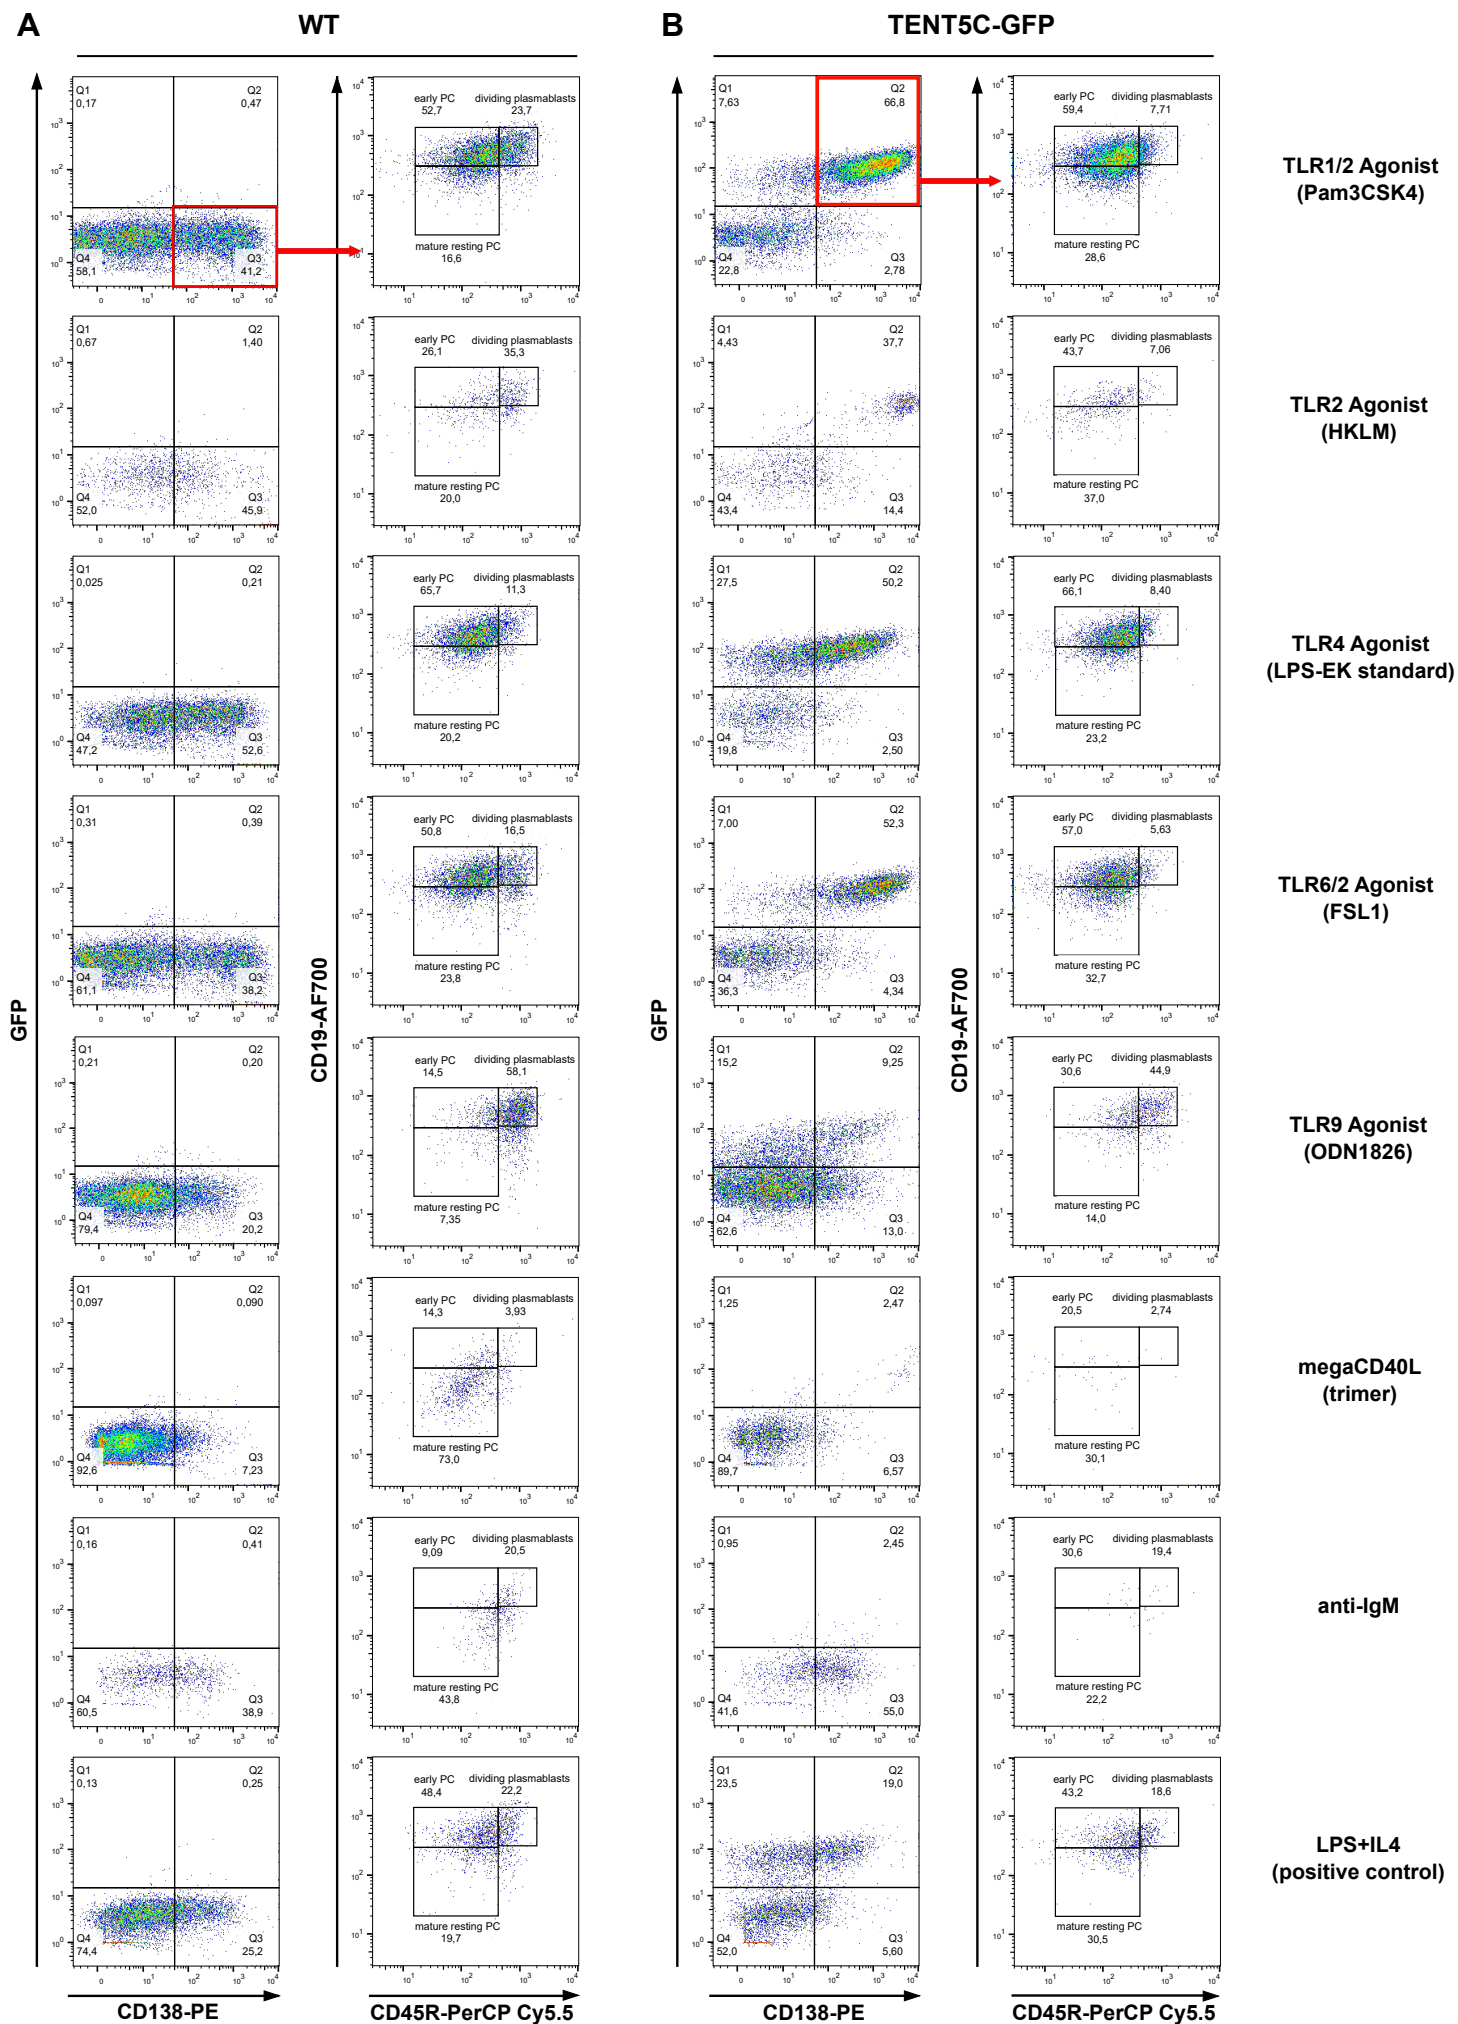 A
WT
B
TENT5C-GFP
Q1
0,17
Q2
0,47
Q4
58,1
Q3
41,2
early PC
52,7
dividing plasmablasts
23,7
mature resting PC
16,6
Q1
7,63
Q2
66,8
Q4
22,8
Q3
2,78
early PC
59,4
dividing plasmablasts
7,71
mature resting PC
28,6
TLR1/2 Agonist
(Pam3CSK4)
Q1
0,67
Q2
1,40
Q4
52,0
Q3
45,9
early PC
26,1
dividing plasmablasts
35,3
mature resting PC
20,0
Q1
4,43
Q2
37,7
Q4
43,4
Q3
14,4
early PC
43,7
dividing plasmablasts
7,06
mature resting PC
37,0
TLR2 Agonist
(HKLM)
Q1
0,025
Q2
0,21
Q4
47,2
Q3
52,6
early PC
65,7
dividing plasmablasts
11,3
mature resting PC
20,2
Q1
27,5
Q2
50,2
Q4
19,8
Q3
2,50
early PC
66,1
dividing plasmablasts
8,40
mature resting PC
23,2
TLR4 Agonist
(LPS-EK standard)
Q1
0,31
Q2
0,39
Q4
61,1
Q3
38,2
early PC
50,8
dividing plasmablasts
16,5
mature resting PC
23,8
Q1
7,00
Q2
52,3
Q4
36,3
Q3
4,34
early PC
57,0
dividing plasmablasts
5,63
mature resting PC
32,7
TLR6/2 Agonist
(FSL1)
GFP
CD19-AF700
GFP
CD19-AF700
Q1
0,21
Q2
0,20
Q4
79,4
Q3
20,2
early PC
14,5
dividing plasmablasts
58,1
mature resting PC
7,35
Q1
15,2
Q2
9,25
Q4
62,6
Q3
13,0
early PC
30,6
dividing plasmablasts
44,9
mature resting PC
14,0
TLR9 Agonist
(ODN1826)
Q1
0,097
Q2
0,090
Q4
92,6
Q3
7,23
early PC
14,3
dividing plasmablasts
3,93
mature resting PC
73,0
Q1
1,25
Q2
2,47
Q4
89,7
Q3
6,57
early PC
20,5
dividing plasmablasts
2,74
mature resting PC
30,1
megaCD40L
(trimer)
Q1
0,16
Q2
0,41
Q4
60,5
Q3
38,9
early PC
9,09
dividing plasmablasts
20,5
mature resting PC
43,8
Q1
0,95
Q2
2,45
Q4
41,6
Q3
55,0
early PC
30,6
dividing plasmablasts
19,4
mature resting PC
22,2
anti-IgM
Q1
0,13
Q2
0,25
Q4
74,4
Q3
25,2
early PC
48,4
dividing plasmablasts
22,2
mature resting PC
19,7
Q1
23,5
Q2
19,0
Q4
52,0
Q3
5,60
early PC
43,2
dividing plasmablasts
18,6
mature resting PC
30,5
LPS+IL4
(positive control)
CD138-PE
CD45R-PerCP Cy5.5
CD138-PE
CD45R-PerCP Cy5.5